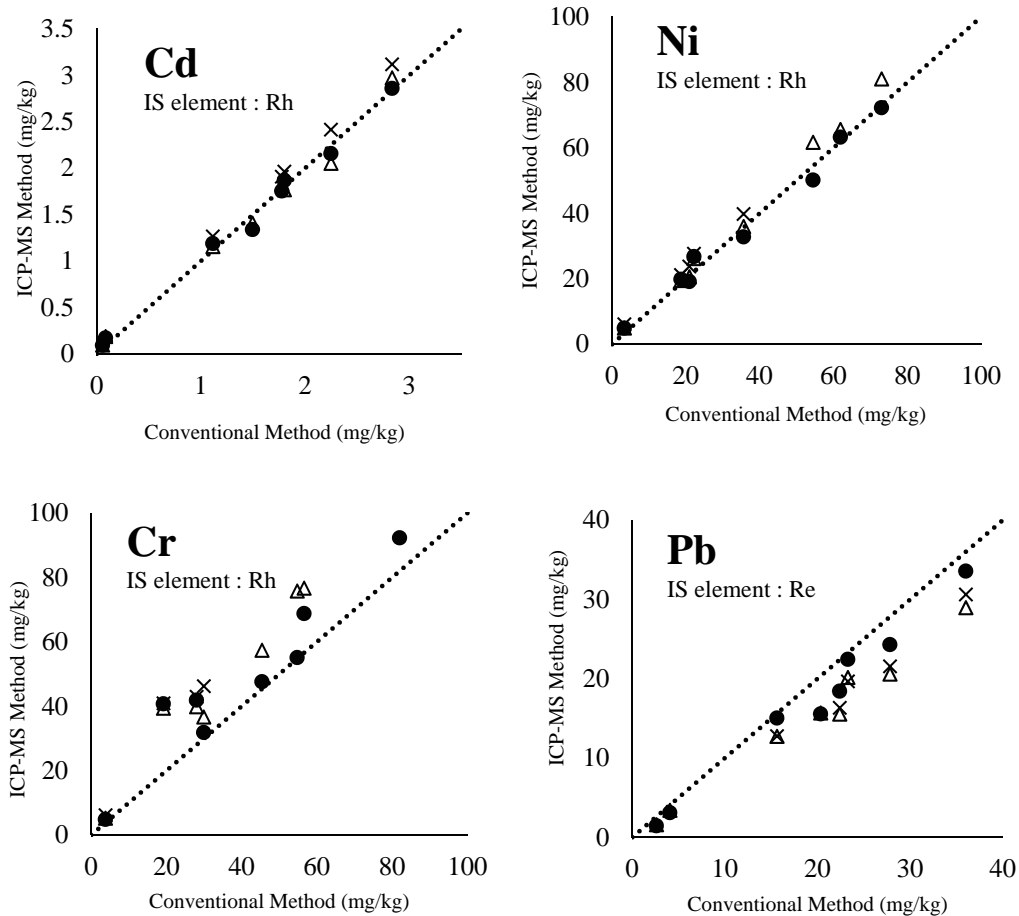 Cd
IS element : Rh
ICP-MS Method (mg/kg)
3.5
3
2.5
2
1.5
1
0.5
0
0
1
2
3
Conventional Method (mg/kg)
Ni
IS element : Rh
ICP-MS Method (mg/kg)
100
80
60
40
20
0
0
20
40
60
80
100
Conventional Method (mg/kg)
Cr
IS element : Rh
ICP-MS Method (mg/kg)
100
80
60
40
20
0
0
20
40
60
80
100
Conventional Method (mg/kg)
Pb
IS element : Re
ICP-MS Method (mg/kg)
40
30
20
10
0
0
10
20
30
40
Conventional Method (mg/kg)